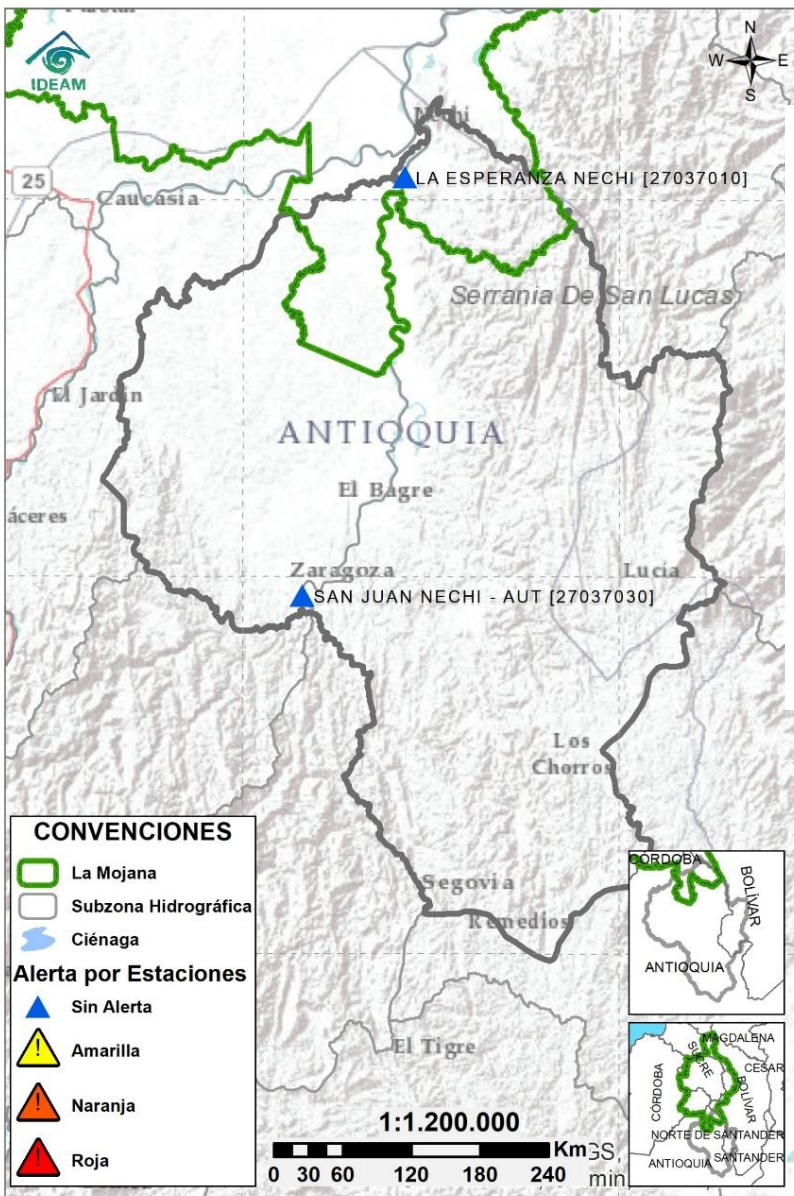 IDEAM
N
W E
S
Nechí
25
LA ESPERANZA NECHI [27037010]
Caucasia
Serrania De San Lucas
El Jardin
ANTIOQUIA
El Bagre
áceres
Zaragoza
Lucia
SAN JUAN NECHI - AUT [27037030]
Los
Chorros
Segovia
Remedios
El Tigre
CONVENCIONES
La Mojana
Subzona Hidrográfica
Ciénaga
Alerta por Estaciones
Sin Alerta
Amarilla
Naranja
Roja
1:1.200.000
Km
0 30 60 120 180 240
GS,
min
CÓRDOBA
BOLÍVAR
ANTIOQUIA
MAGDALENA
SUCRE
CESAR
CÓRDOBA
BOLÍVAR
NORTE DE SANTANDER
SANTANDER
ANTIOQUIA